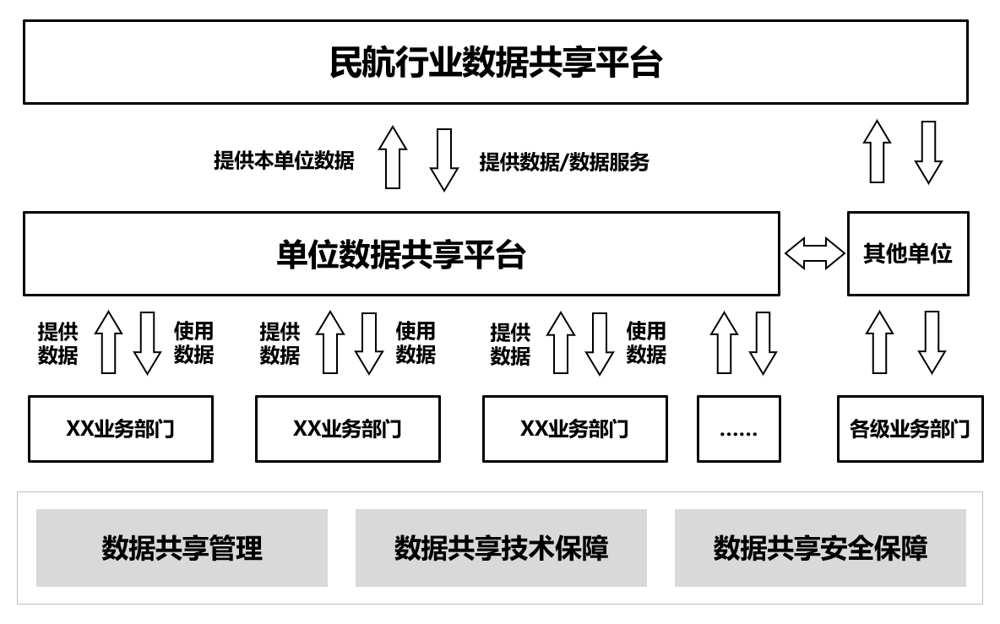 民航行业数据共享平台
提供本单位数据
提供数据/数据服务
单位数据共享平台
其他单位
提供
数据
使用
数据
提供
数据
使用
数据
提供
数据
使用
数据
XX业务部门
XX业务部门
XX业务部门
......
各级业务部门
数据共享管理
数据共享技术保障
数据共享安全保障